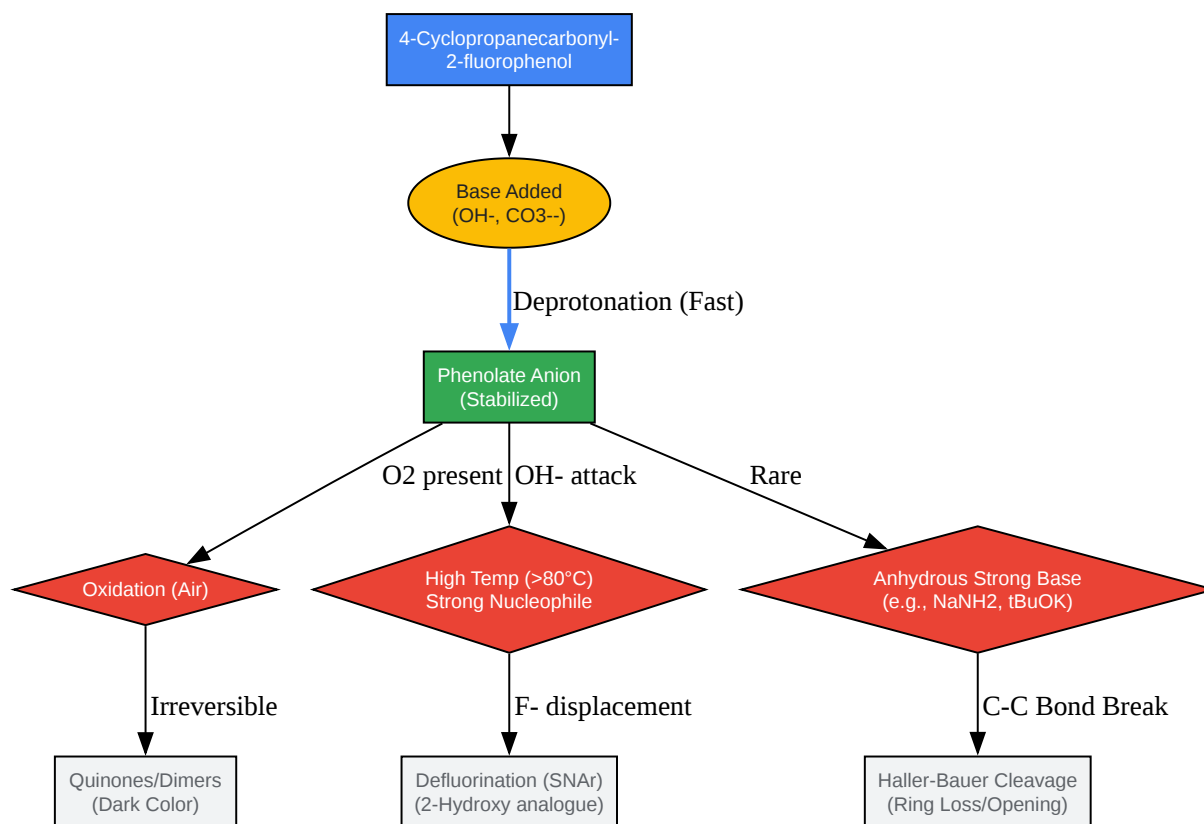 4-Cyclopropanecarbonyl-
2-fluorophenol
Base Added
(OH-, CO3--)
Deprotonation (Fast)
Phenolate Anion
(Stabilized)
O2 present
OH- attack
Rare
Oxidation (Air)
High Temp (>80°C)
Strong Nucleophile
Anhydrous Strong Base
(e.g., NaNH2, tBuOK)
Irreversible
F- displacement
C-C Bond Break
Quinones/Dimers
(Dark Color)
Defluorination (SNAr)
(2-Hydroxy analogue)
Haller-Bauer Cleavage
(Ring Loss/Opening)